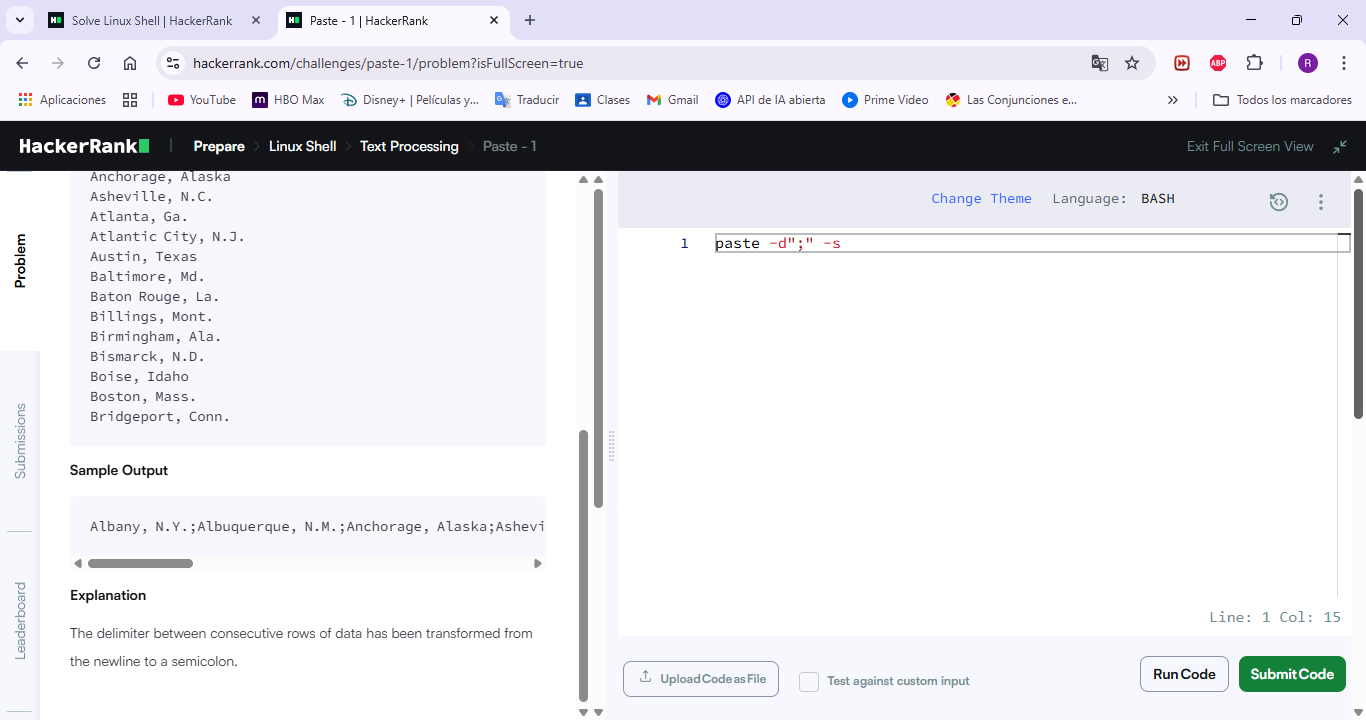 Solve Linux Shell | HackerRank
Paste - 1 | HackerRank
hackerrank.com/challenges/paste-1/problem?isFullScreen=true
ABP
R
Aplicaciones
YouTube
HBO Max
Disney+ | Películas y...
Traducir
Clases
Gmail
API de IA abierta
Prime Video
Las Conjunciones e...
Todos los marcadores
HackerRank
Prepare
Linux Shell
Text Processing
Paste - 1
Exit Full Screen View
Problem
Submissions
Leaderboard
Anchorage, Alaska
Asheville, N.C.
Atlanta, Ga.
Atlantic City, N.J.
Austin, Texas
Baltimore, Md.
Baton Rouge, La.
Billings, Mont.
Birmingham, Ala.
Bismarck, N.D.
Boise, Idaho
Boston, Mass.
Bridgeport, Conn.
Sample Output
Albany, N.Y.;Albuquerque, N.M.;Anchorage, Alaska;Ashevi
Explanation
The delimiter between consecutive rows of data has been transformed from
the newline to a semicolon.
Change Theme
Language: BASH
1
paste -d";" -s
Line: 1 Col: 15
Upload Code as File
Test against custom input
Run Code
Submit Code